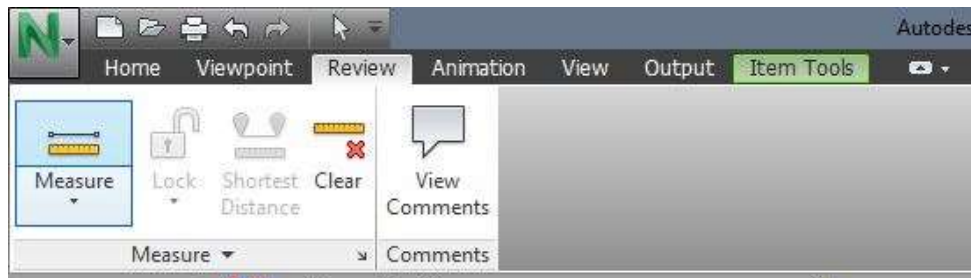 N
Autodes
Home Viewpoint Review Animation View Output Item Tools
Measure Lock Shortest Distance Clear View Comments
Measure Comments